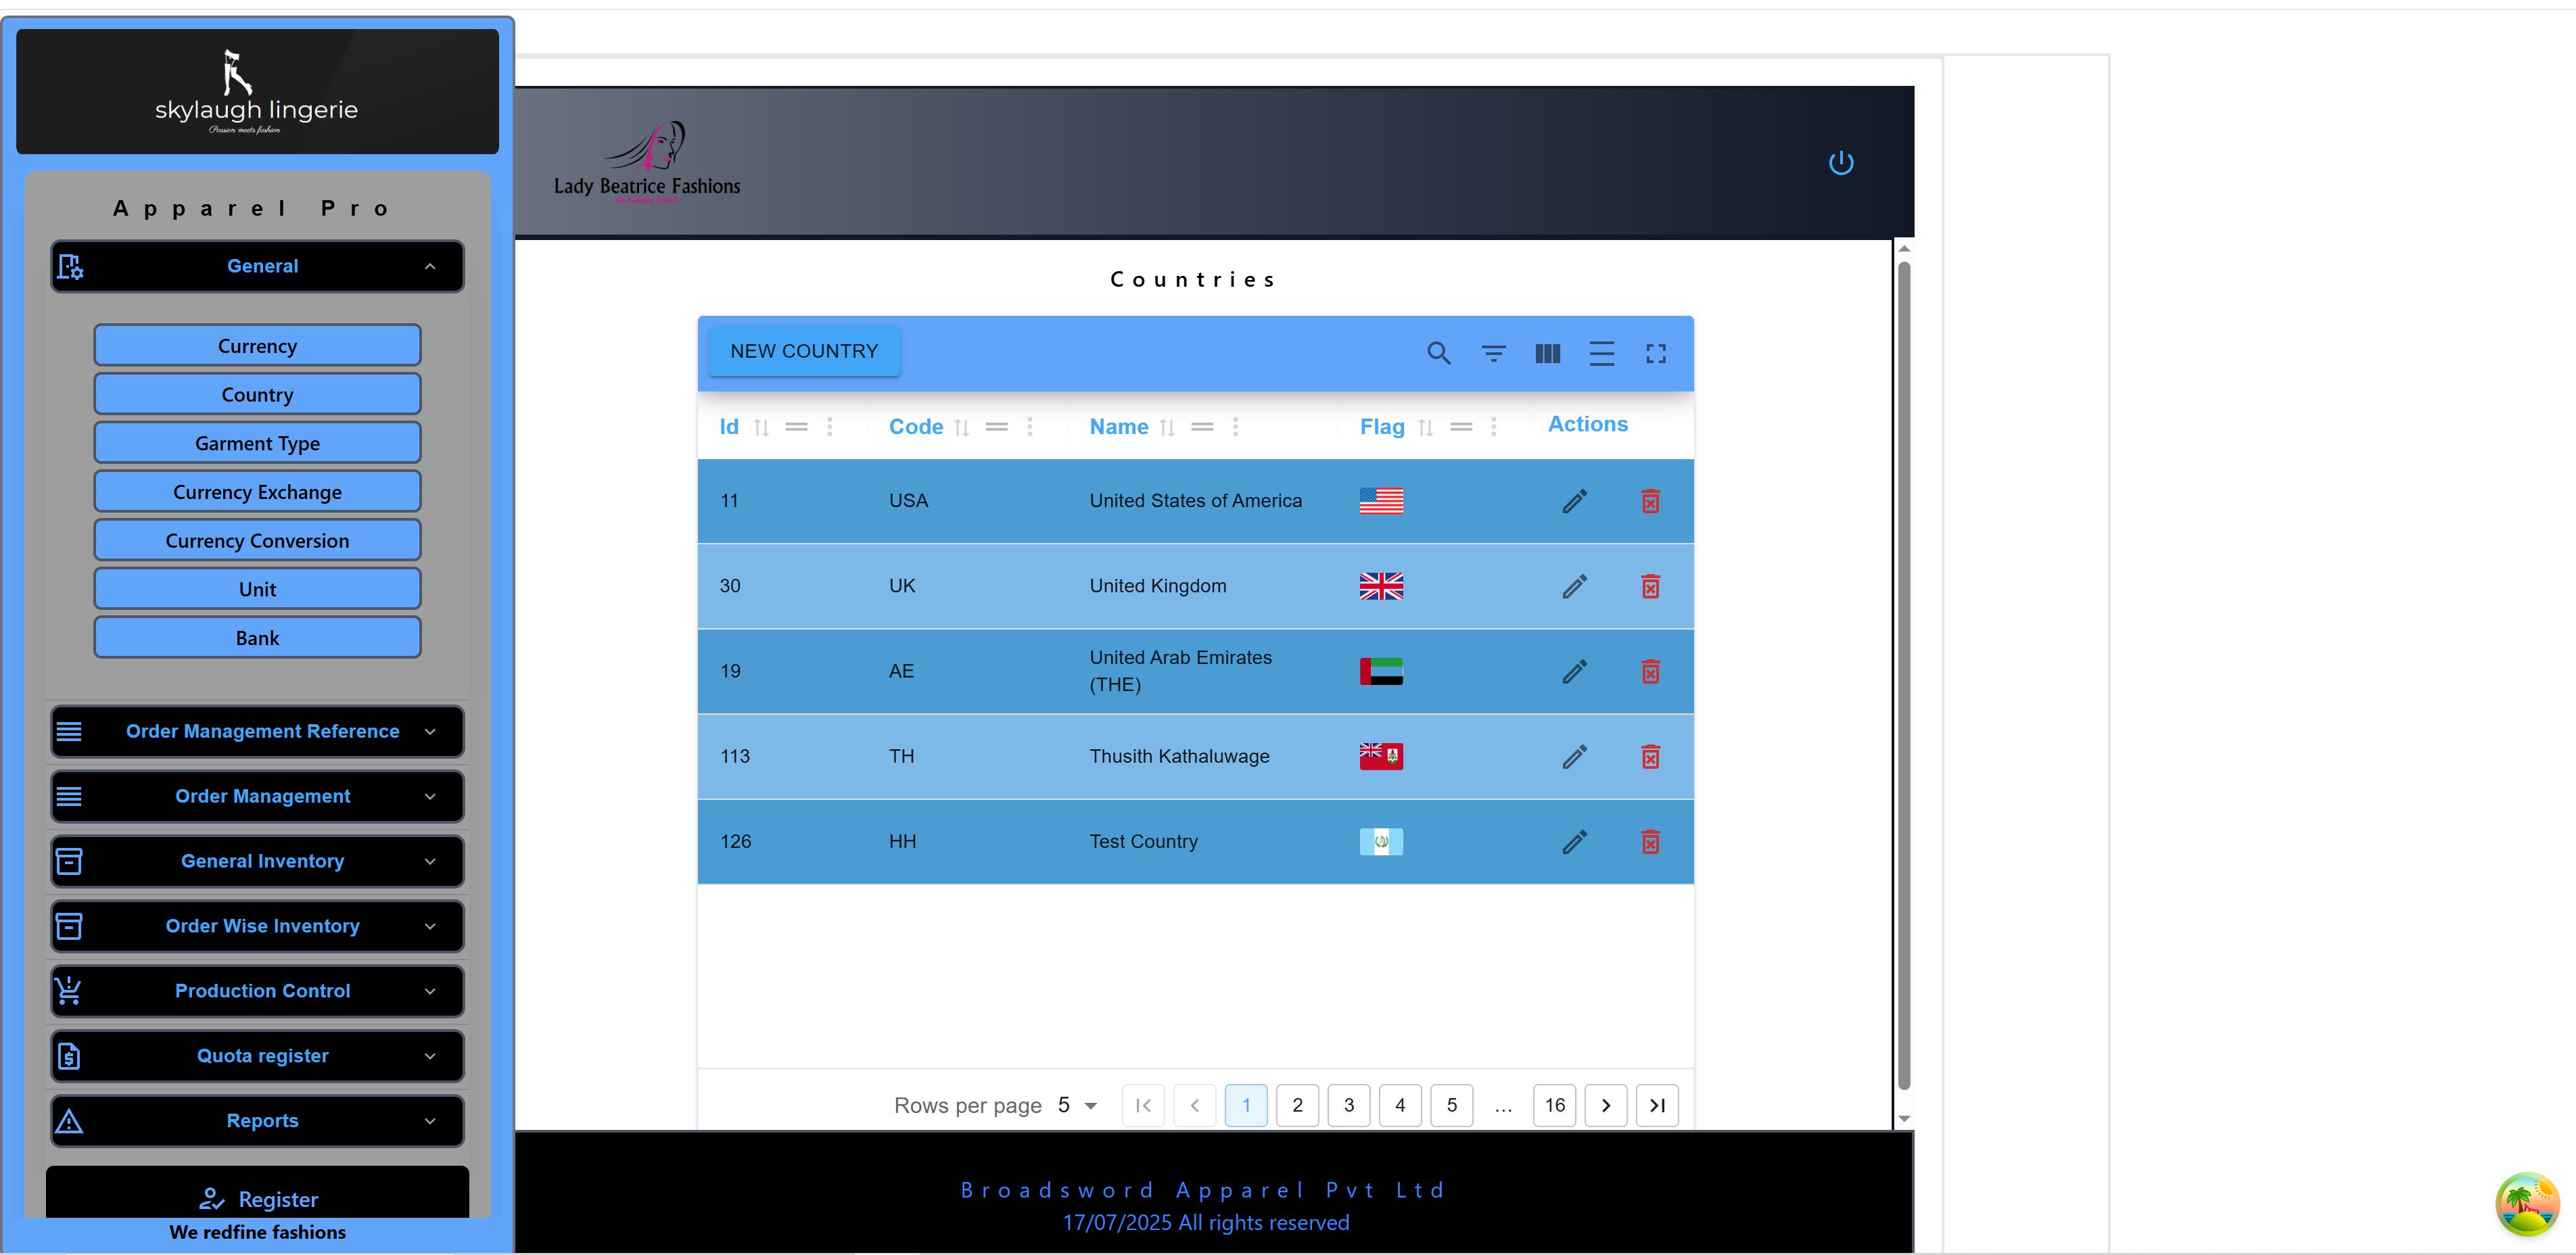 skylaugh lingerie
Passion meets fashion
Apparel Pro
General
Currency
Country
Garment Type
Currency Exchange
Currency Conversion
Unit
Bank
Order Management Reference
Order Management
General Inventory
Order Wise Inventory
Production Control
Quota register
Reports
Register
We redfine fashions
Lady Beatrice Fashions
We Redefine Fashion
Countries
NEW COUNTRY
Id Code Name Flag Actions
11 USA United States of America
30 UK United Kingdom
19 AE United Arab Emirates
(THE)
113 TH Thusith Kathaluwage
126 HH Test Country
Rows per page 5 1 2 3 4 5 ... 16
Broadsword Apparel Pvt Ltd
17/07/2025 All rights reserved